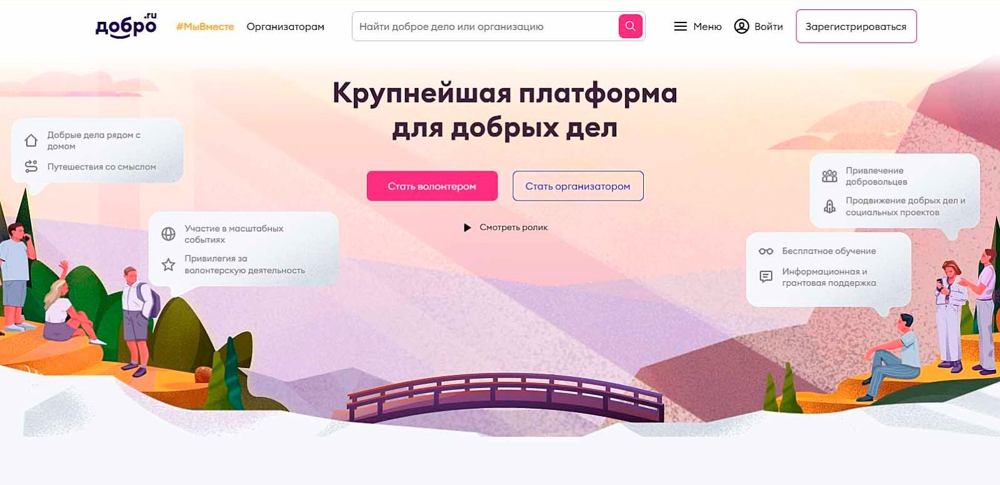 добро.ru
#МыВместе
Организаторам
Найти доброе дело или организацию
Меню
Войти
Зарегистрироваться
Крупнейшая платформа
для добрых дел
Стать волонтером
Стать организатором
Смотреть ролик
Добрые дела рядом с
домом
Путешествия со смыслом
Участие в масштабных
событиях
Привилегия за
волонтерскую деятельность
Привлечение
добровольцев
Продвижение добрых дел и
социальных проектов
Бесплатное обучение
Информационная и
грантовая поддержка